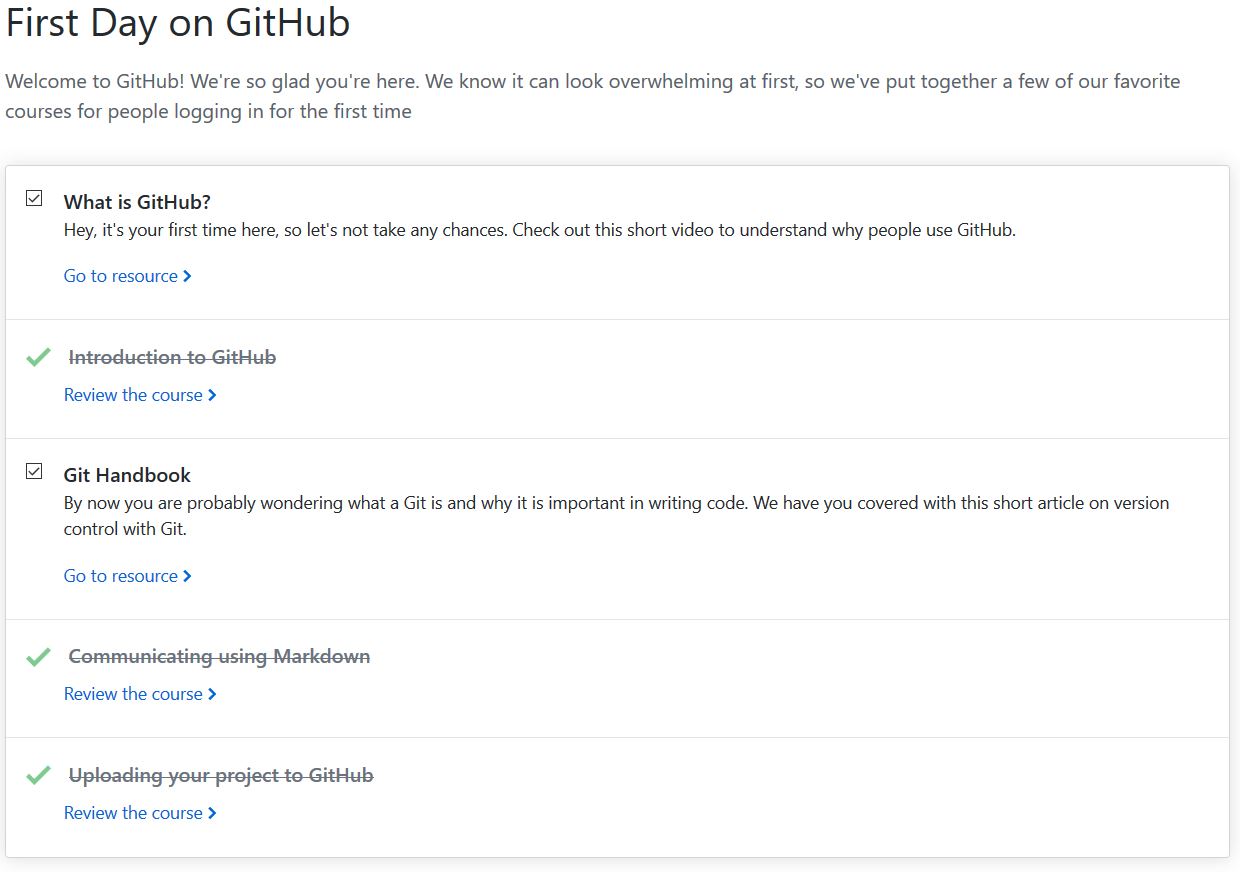 First Day on GitHub
Welcome to GitHub! We're so glad you're here. We know it can look overwhelming at first, so we've put together a few of our favorite
courses for people logging in for the first time
What is GitHub?
Hey, it's your first time here, so let's not take any chances. Check out this short video to understand why people use GitHub.
Go to resource
Introduction to GitHub
Review the course
Git Handbook
By now you are probably wondering what a Git is and why it is important in writing code. We have you covered with this short article on version
control with Git.
Go to resource
Communicating using Markdown
Review the course
Uploading your project to GitHub
Review the course